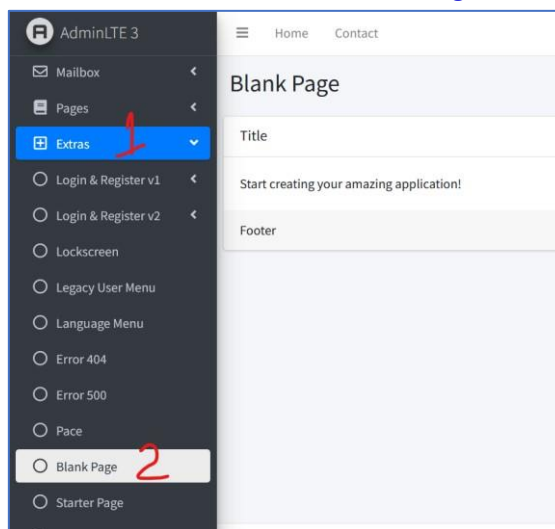 AdminLTE 3
Home Contact
Mailbox
Pages
Extras 1
Login & Register v1
Login & Register v2
Lockscreen
Legacy User Menu
Language Menu
Error 404
Error 500
Pace
Blank Page 2
Starter Page
Blank Page
Title
Start creating your amazing application!
Footer